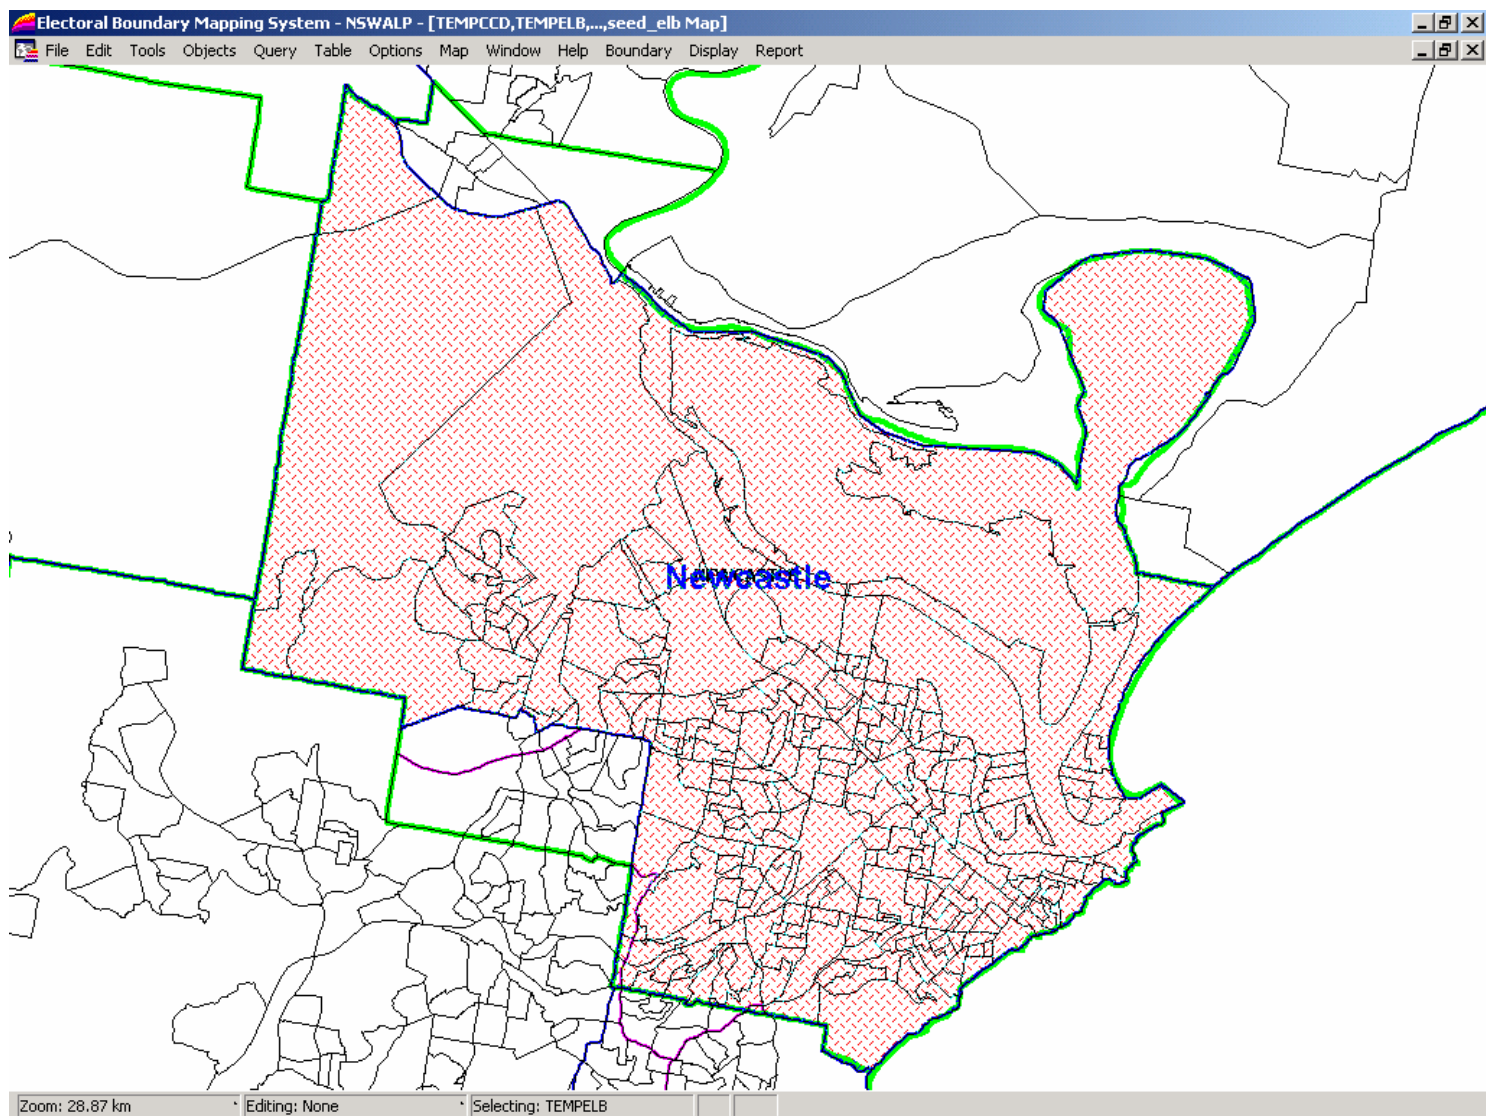 Electoral Boundary Mapping System - NSWALP - [TEMPCCD,TEMPELB,...,seed_elb Map]
File Edit Tools Objects Query Table Options Map Window Help Boundary Display Report
Newcastle
Zoom: 28.87 km Editing: None Selecting: TEMPELB